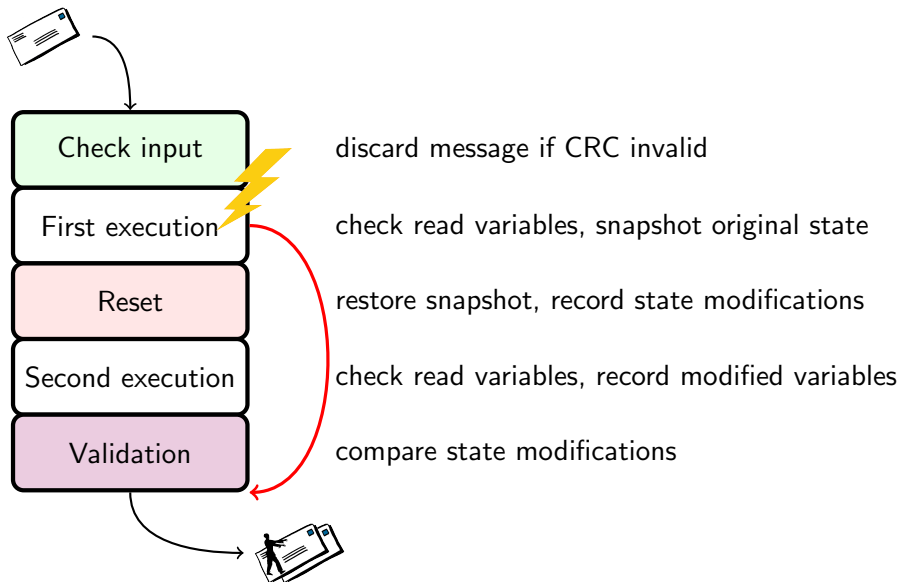 Check input
discard message if CRC invalid
First execution
check read variables, snapshot original state
Reset
restore snapshot, record state modifications
Second execution
check read variables, record modified variables
Validation
compare state modifications